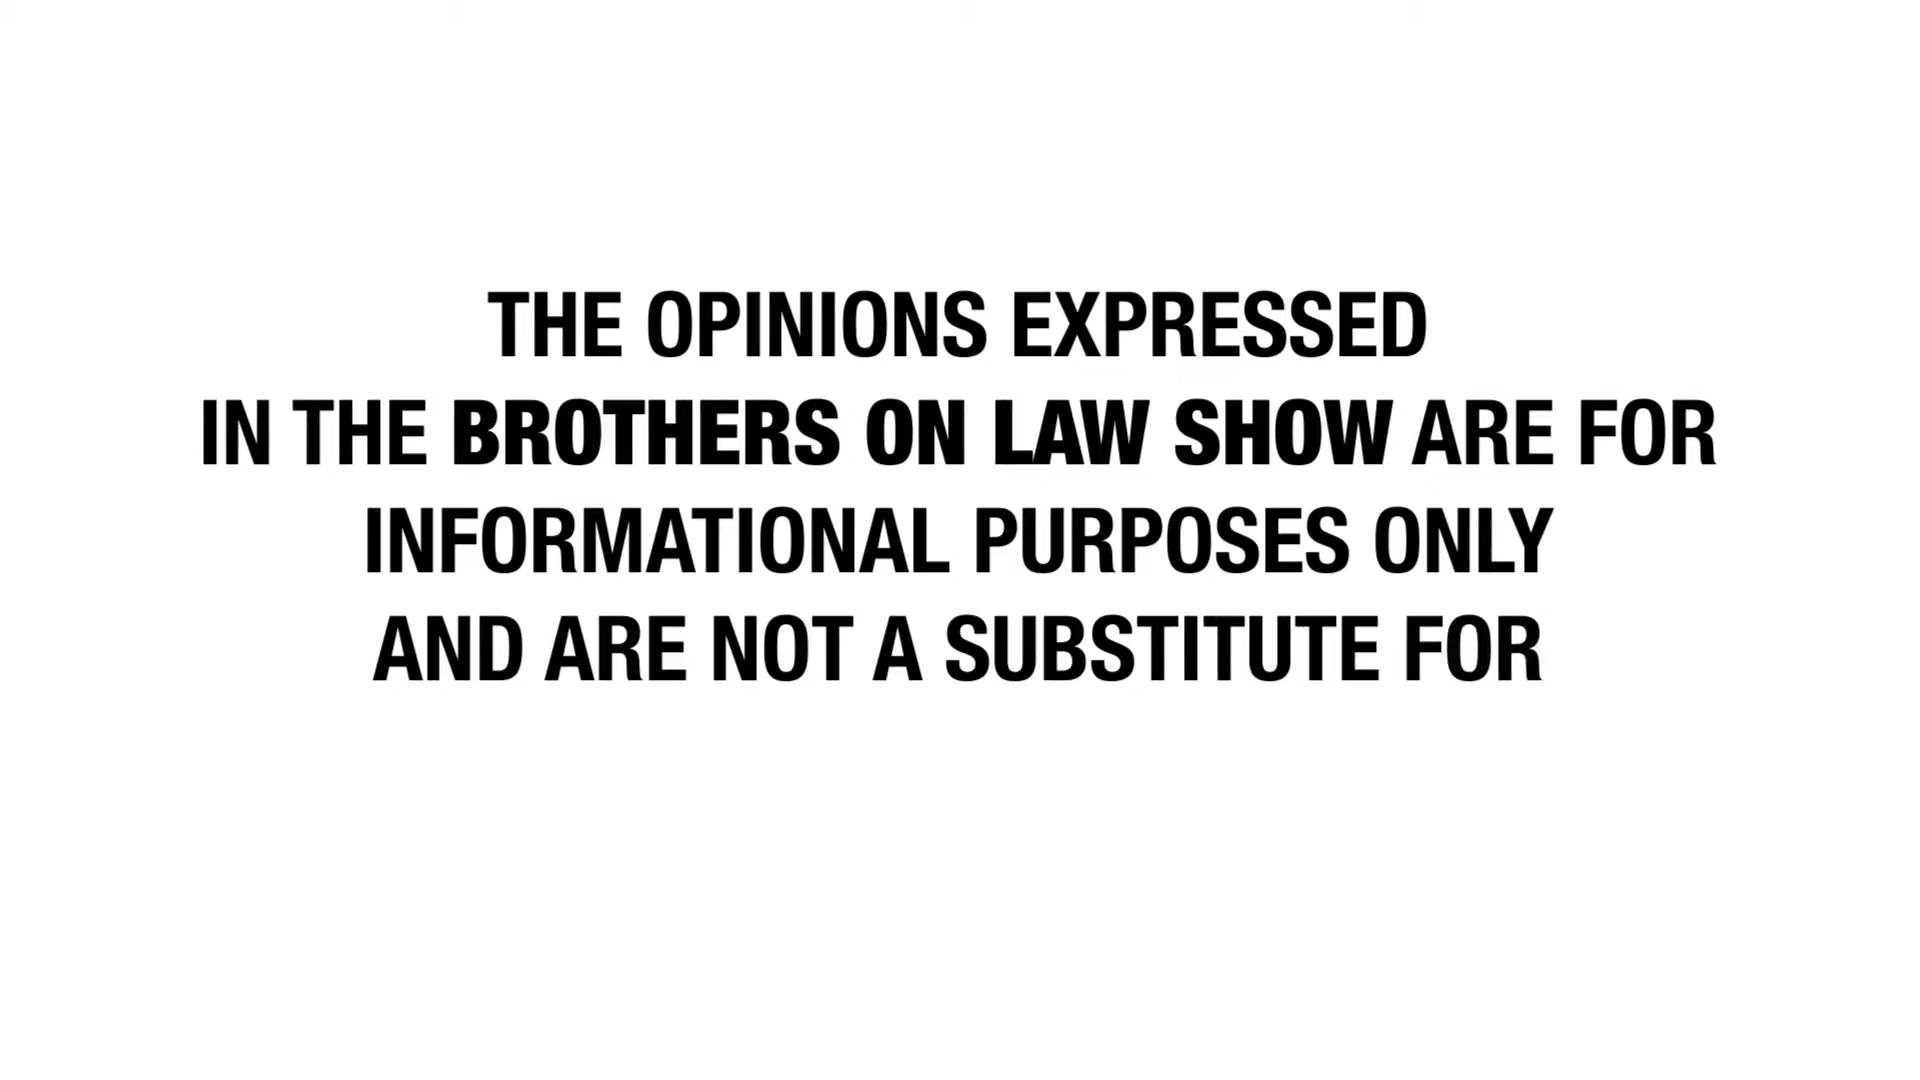 THE OPINIONS EXPRESSED
IN THE BROTHERS ON LAW SHOW ARE FOR
INFORMATIONAL PURPOSES ONLY
AND ARE NOT A SUBSTITUTE FOR